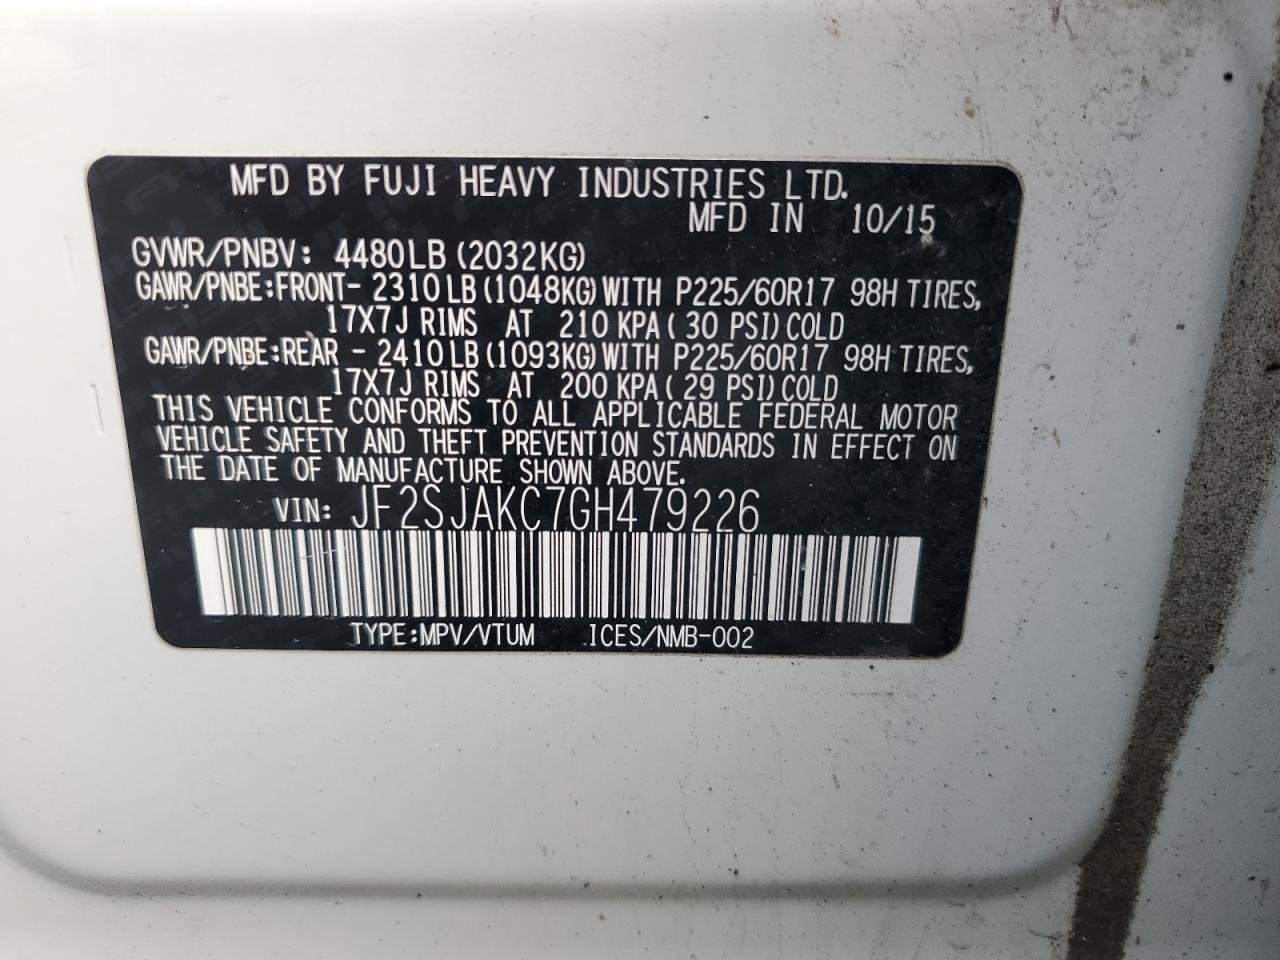 MFD BY FUJI HEAVY INDUSTRIES LTD.
MFD IN 10/15
GVWR/PNBV: 4480LB (2032KG)
GAWR/PNBE:FRONT- 2310LB(1048KG)WITH P225/60R17 98H TIRES,
17X7J RIMS AT 210 KPA(30 PSI)COLD
GAWR/PNBE:REAR - 2410LB(1093KG)WITH P225/60R17 98H TIRES,
17X7J RIMS AT 200 KPA(29 PSI)COLD
THIS VEHICLE CONFORMS TO ALL APPLICABLE FEDERAL MOTOR
VEHICLE SAFETY AND THEFT PREVENTION STANDARDS IN EFFECT ON
THE DATE OF MANUFACTURE SHOWN ABOVE.
VIN: JF2SJAKC7GH479226
TYPE:MPV/VTUM ICES/NMB-002